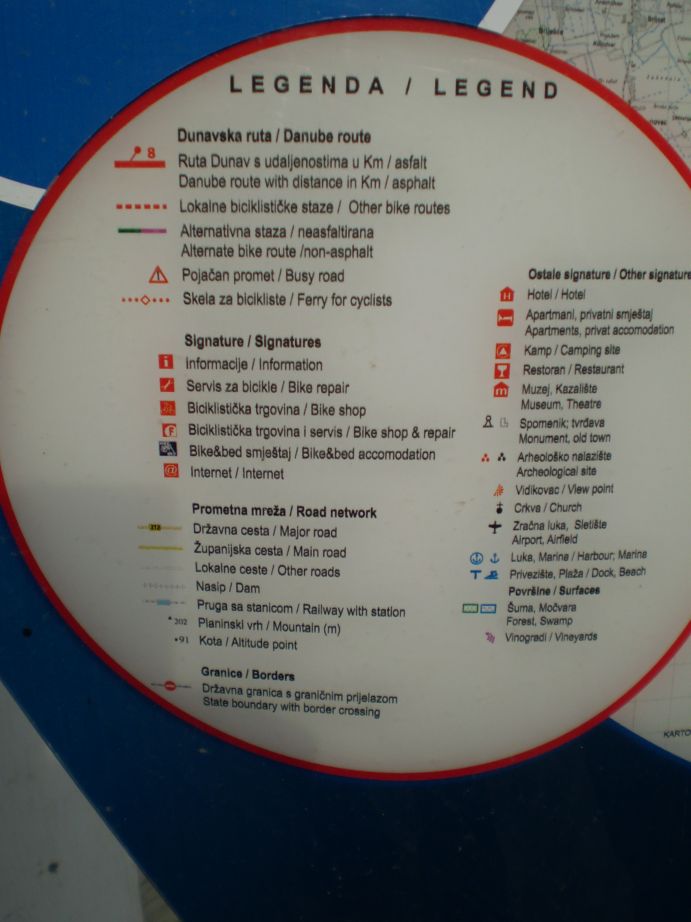 LEGENDA / LEGEND
Dunavska ruta / Danube route
8
Ruta Dunav s udaljenostima u Km / asfalt
Danube route with distance in Km / asphalt
Lokalne biciklističke staze / Other bike routes
Alternativna staza / neasfaltirana
Alternate bike route /non-asphalt
Pojačan promet / Busy road
Skela za bicikliste / Ferry for cyclists
Signature / Signatures
Informacije / Information
Servis za bicikle / Bike repair
Biciklistička trgovina / Bike shop
Biciklistička trgovina i servis / Bike shop & repair
Bike&bed smještaj / Bike&bed accomodation
Internet / Internet
Prometna mreža / Road network
Državna cesta / Major road
Županijska cesta / Main road
Lokalne ceste / Other roads
Nasip / Dam
Pruga sa stanicom / Railway with station
202 Planinski vrh / Mountain (m)
91 Kota / Altitude point
Granice / Borders
Državna granica s graničnim prijelazom
State boundary with border crossing
Ostale signature / Other signature
Hotel / Hotel
Apartmani, privatni smještaj
Apartments, privat accomodation
Kamp / Camping site
Restoran / Restaurant
Muzej, Kazalište
Museum, Theatre
Spomenik; tvrđava
Monument, old town
Arheološko nalazište
Archeological site
Vidikovac / View point
Crkva / Church
Zračna luka, Sletište
Airport, Airfield
Luka, Marina / Harbour; Marina
Privezište, Plaža / Dock, Beach
Površine / Surfaces
Šuma, Močvara
Forest, Swamp
Vinogradi / Vineyards
KARTO